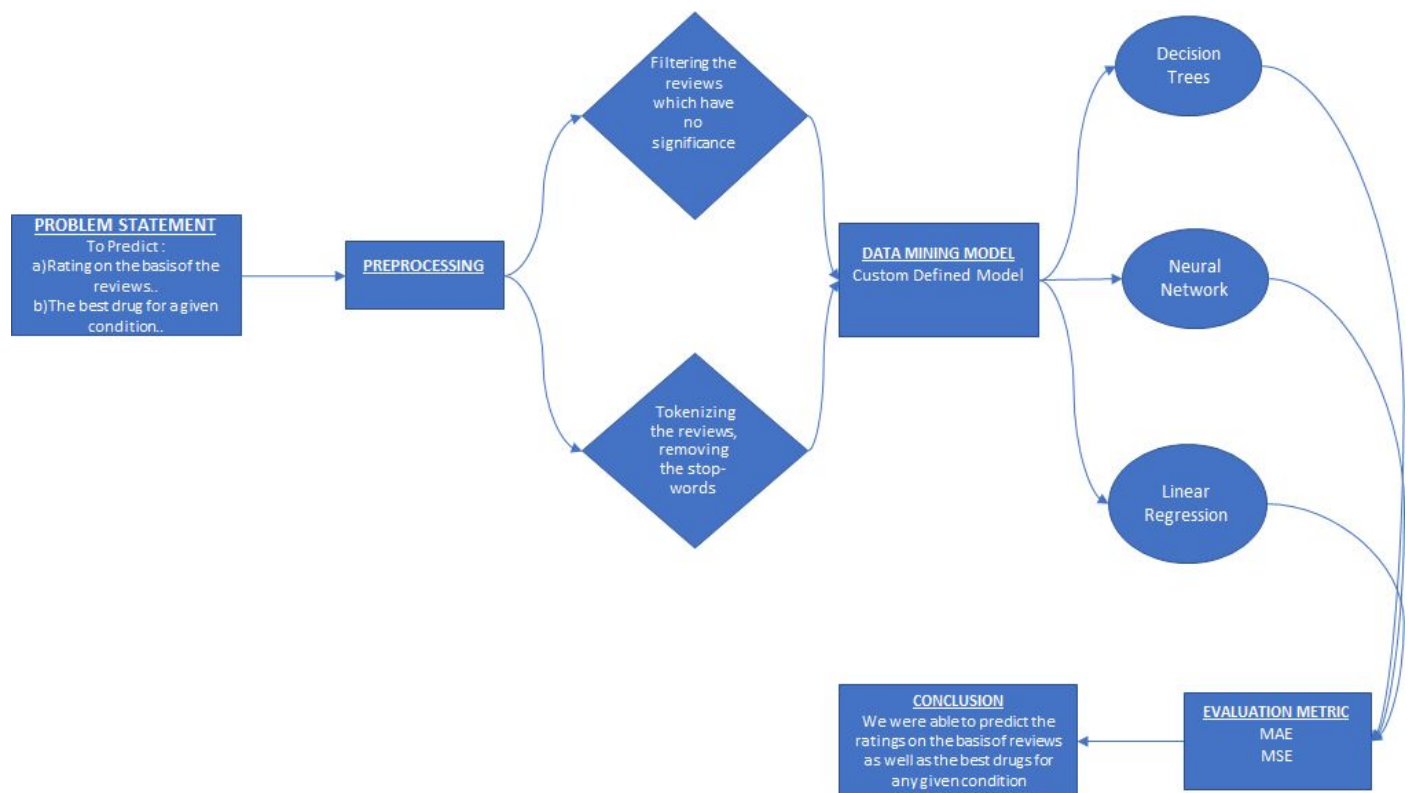 PROBLEM STATEMENT
To Predict :
a)Rating on the basis of the
reviews..
b)The best drug for a given
condition..
PREPROCESSING
Filtering the
reviews
which have
no
significance
Tokenizing
the reviews,
removing
the stop-
words
DATA MINING MODEL
Custom Defined Model
Decision
Trees
Neural
Network
Linear
Regression
EVALUATION METRIC
MAE
MSE
CONCLUSION
We were able to predict the
ratings on the basis of reviews
as well as the best drugs for
any given condition